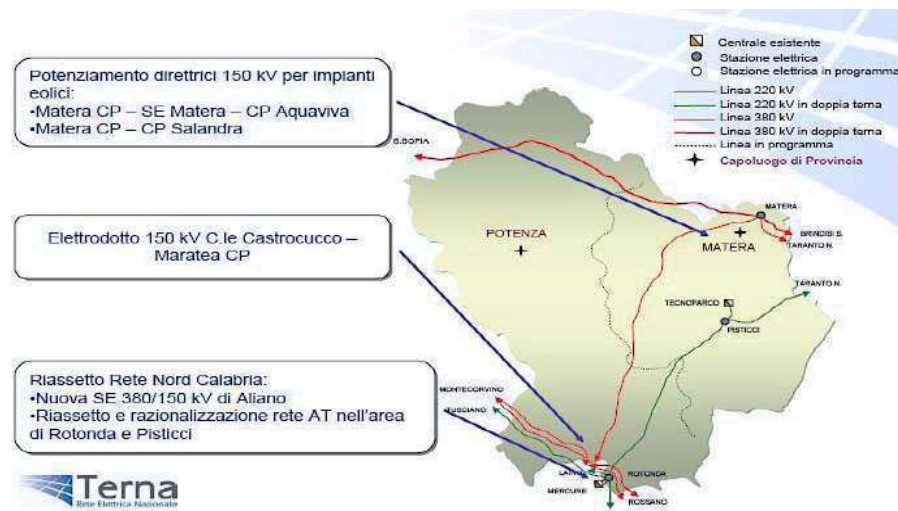 Potenziamento direttrici 150 kV per impianti
eolici:
•Matera CP – SE Matera – CP Aquaviva
•Matera CP – CP Salandra
Elettrodotto 150 kV C.le Castrocucco –
Maratea CP
Riassetto Rete Nord Calabria:
•Nuova SE 380/150 kV di Aliano
•Riassetto e razionalizzazione rete AT nell'area
di Rotonda e Pisticci
Terna
Rete Elettrica Nazionale
Centrale esistente
Stazione elettrica
Stazione elettrica in programma
Linea 220 kV
Linea 220 kV in doppia terna
Linea 380 kV
Linea 380 kV in doppia terna
Linea in programma
Capoluogo di Provincia
S.SOFIA
MATERA
POTENZA
MATERA
BRINDISI S.
TARANTO N.
TARANTO N.
TECNOPARCO
PISTICCI
MONTECORVINO
TUSCIANO
ROTONDA
MERCURE
ROSSANO